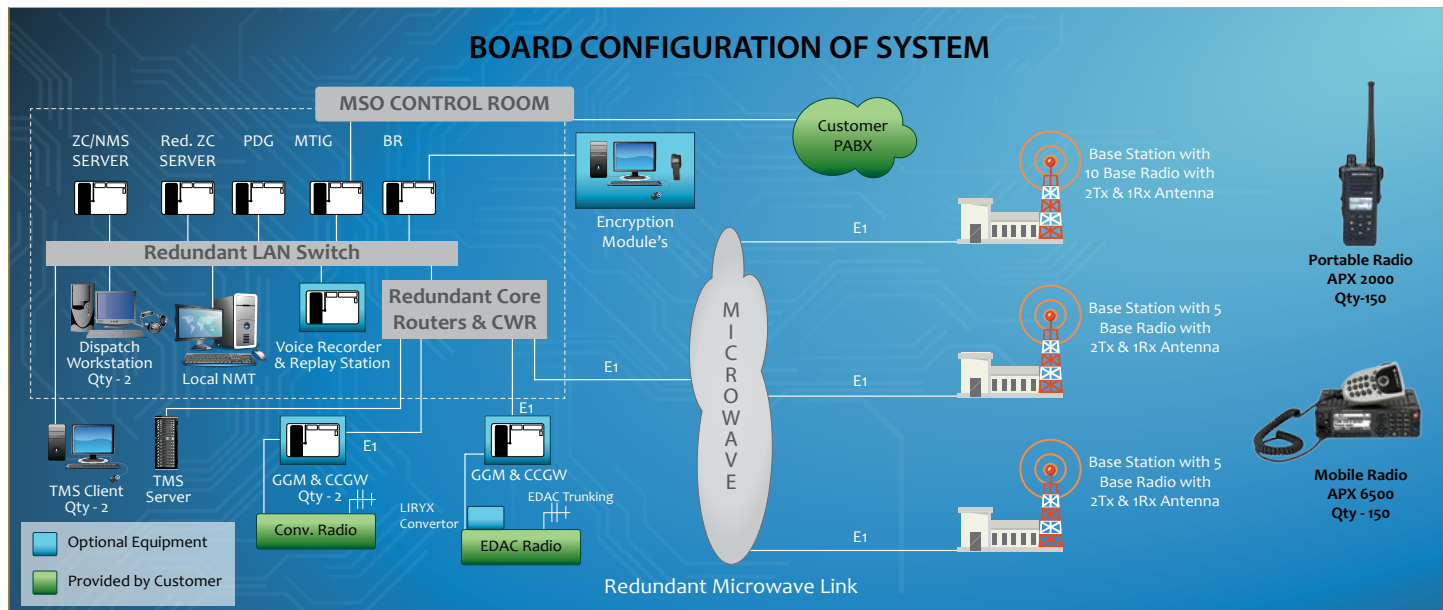 BOARD CONFIGURATION OF SYSTEM
MSO CONTROL ROOM
ZC/NMS
SERVER
Red. ZC
SERVER
PDG
MTIG
BR
Customer
PABX
Encryption
Module's
Redundant LAN Switch
Redundant Core
Routers & CWR
Dispatch
Workstation
Qty - 2
Local NMT
Voice Recorder
& Replay Station
TMS Client
Qty - 2
TMS
Server
E1
GGM & CCGW
Qty - 2
Conv. Radio
E1
GGM & CCGW
LIRYX
Convertor
EDAC Trunking
EDAC Radio
Optional Equipment
Provided by Customer
E1
MICROWAVE
Redundant Microwave Link
E1
Base Station with
10 Base Radio with
2Tx & 1Rx Antenna
E1
Base Station with 5
Base Radio with
2Tx & 1Rx Antenna
E1
Base Station with 5
Base Radio with
2Tx & 1Rx Antenna
Portable Radio
APX 2000
Qty-150
Mobile Radio
APX 6500
Qty - 150